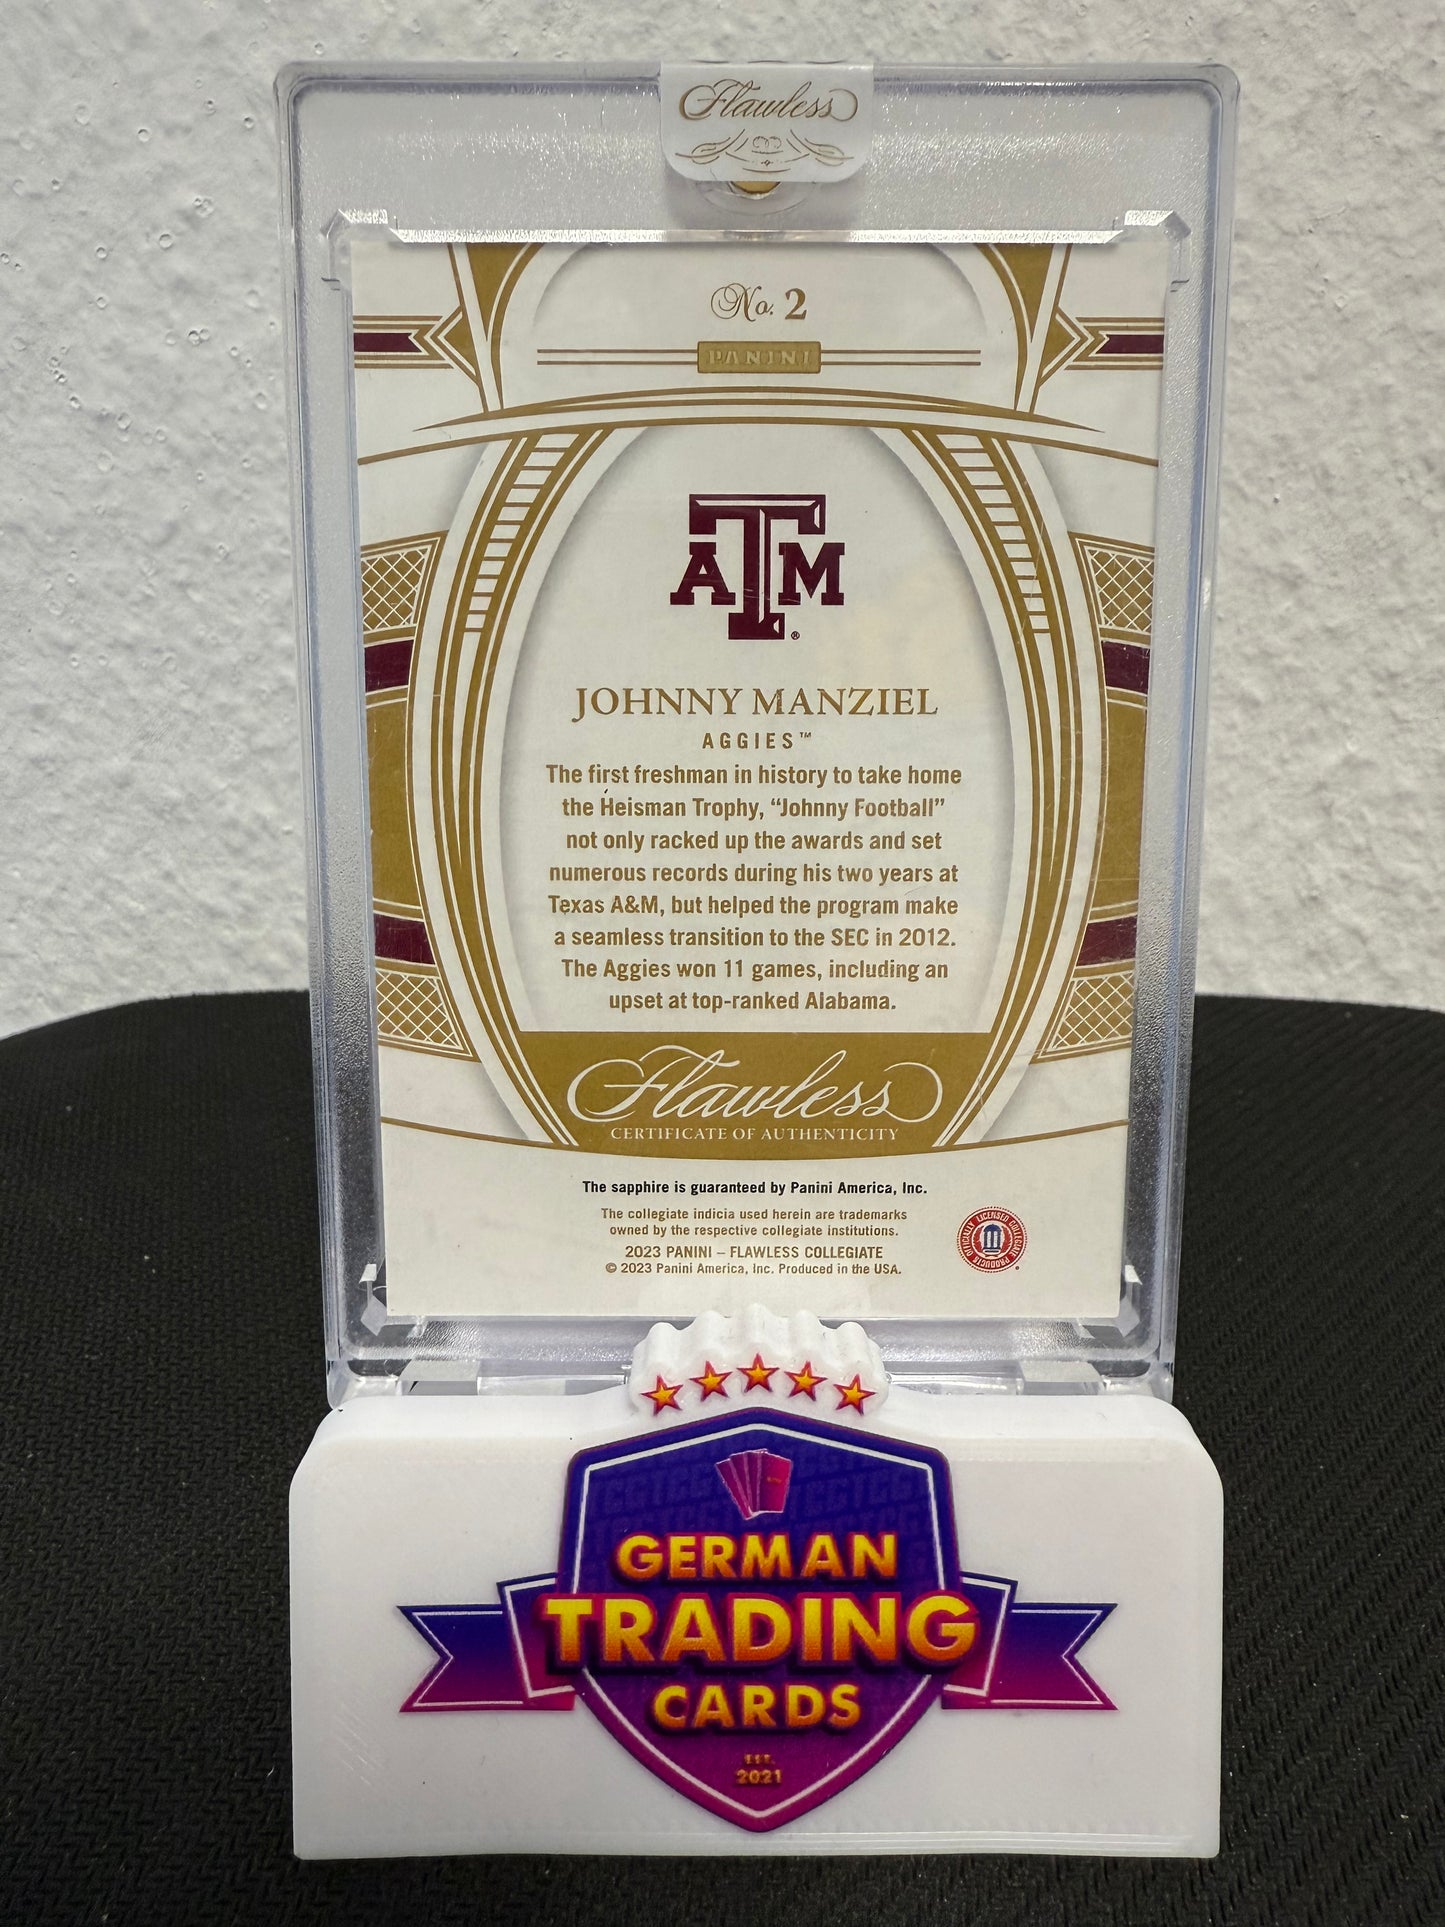 Flawless
No. 2
PANINI
ATM
®
JOHNNY MANZIEL
AGGIES™
The first freshman in history to take home
the Heisman Trophy, “Johnny Football”
not only racked up the awards and set
numerous records during his two years at
Texas A&M, but helped the program make
a seamless transition to the SEC in 2012.
The Aggies won 11 games, including an
upset at top-ranked Alabama.
Flawless
CERTIFICATE OF AUTHENTICITY
The sapphire is guaranteed by Panini America, Inc.
The collegiate indicia used herein are trademarks
owned by the respective collegiate institutions.
2023 PANINI – FLAWLESS COLLEGIATE
© 2023 Panini America, Inc. Produced in the USA.
OFFICIALLY LICENSED COLLEGIATE PRODUCTS
GERMAN
TRADING
CARDS
EST.
2021